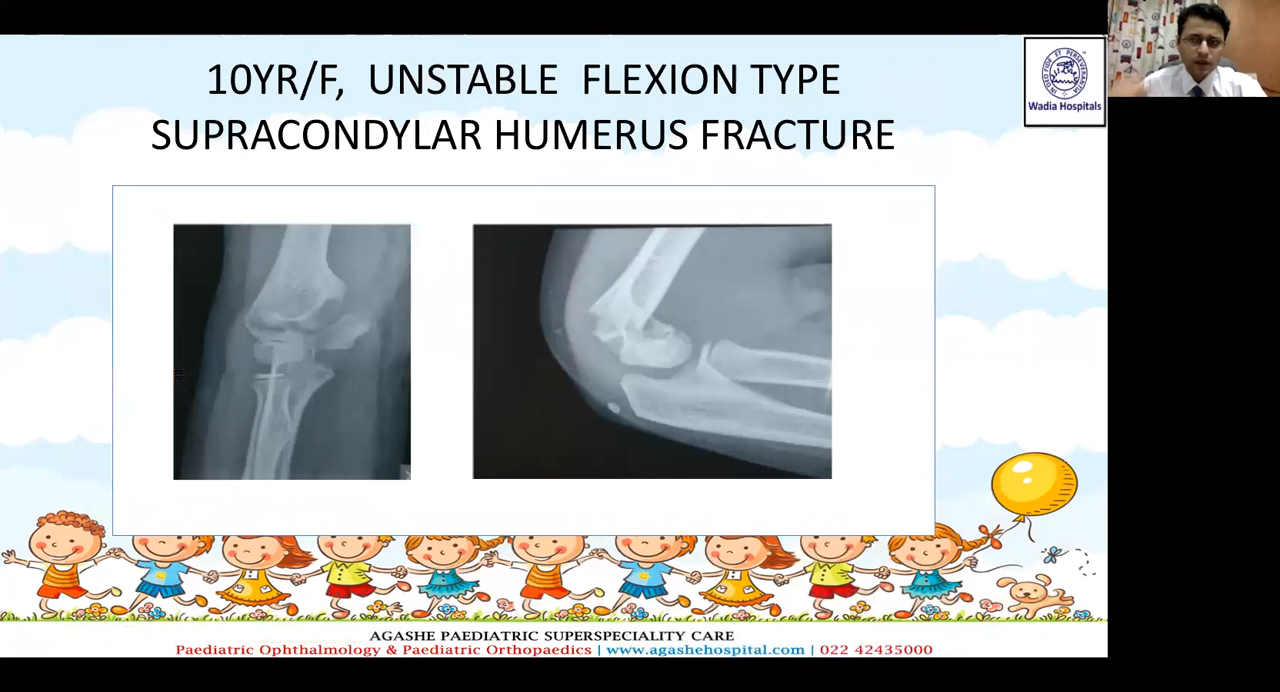 10YR/F, UNSTABLE FLEXION TYPE
SUPRACONDYLAR HUMERUS FRACTURE
Wadia Hospitals
AGASHE PAEDIATRIC SUPERSPECIALITY CARE
Paediatric Ophthalmology & Paediatric Orthopaedics | www.agashehospital.com | 022 42435000